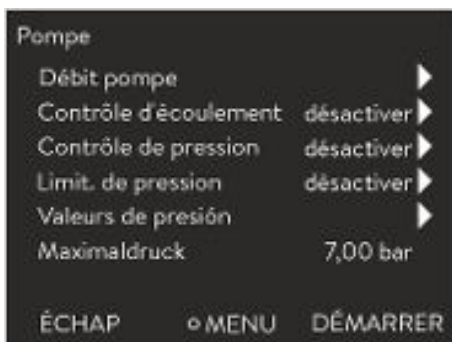 Pompe
Débit pompe
Contrôle d'écoulement désactiver
Contrôle de pression désactiver
Limit. de pression désactiver
Valeurs de presión
Maximaldruck 7,00 bar
ÉCHAP MENU DÉMARRER